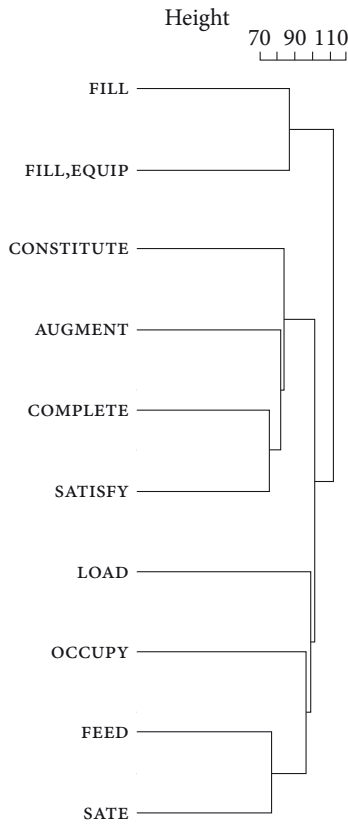 Height
70 90 110
FILL
FILL,EQUIP
CONSTITUTE
AUGMENT
COMPLETE
SATISFY
LOAD
OCCUPY
FEED
SATE